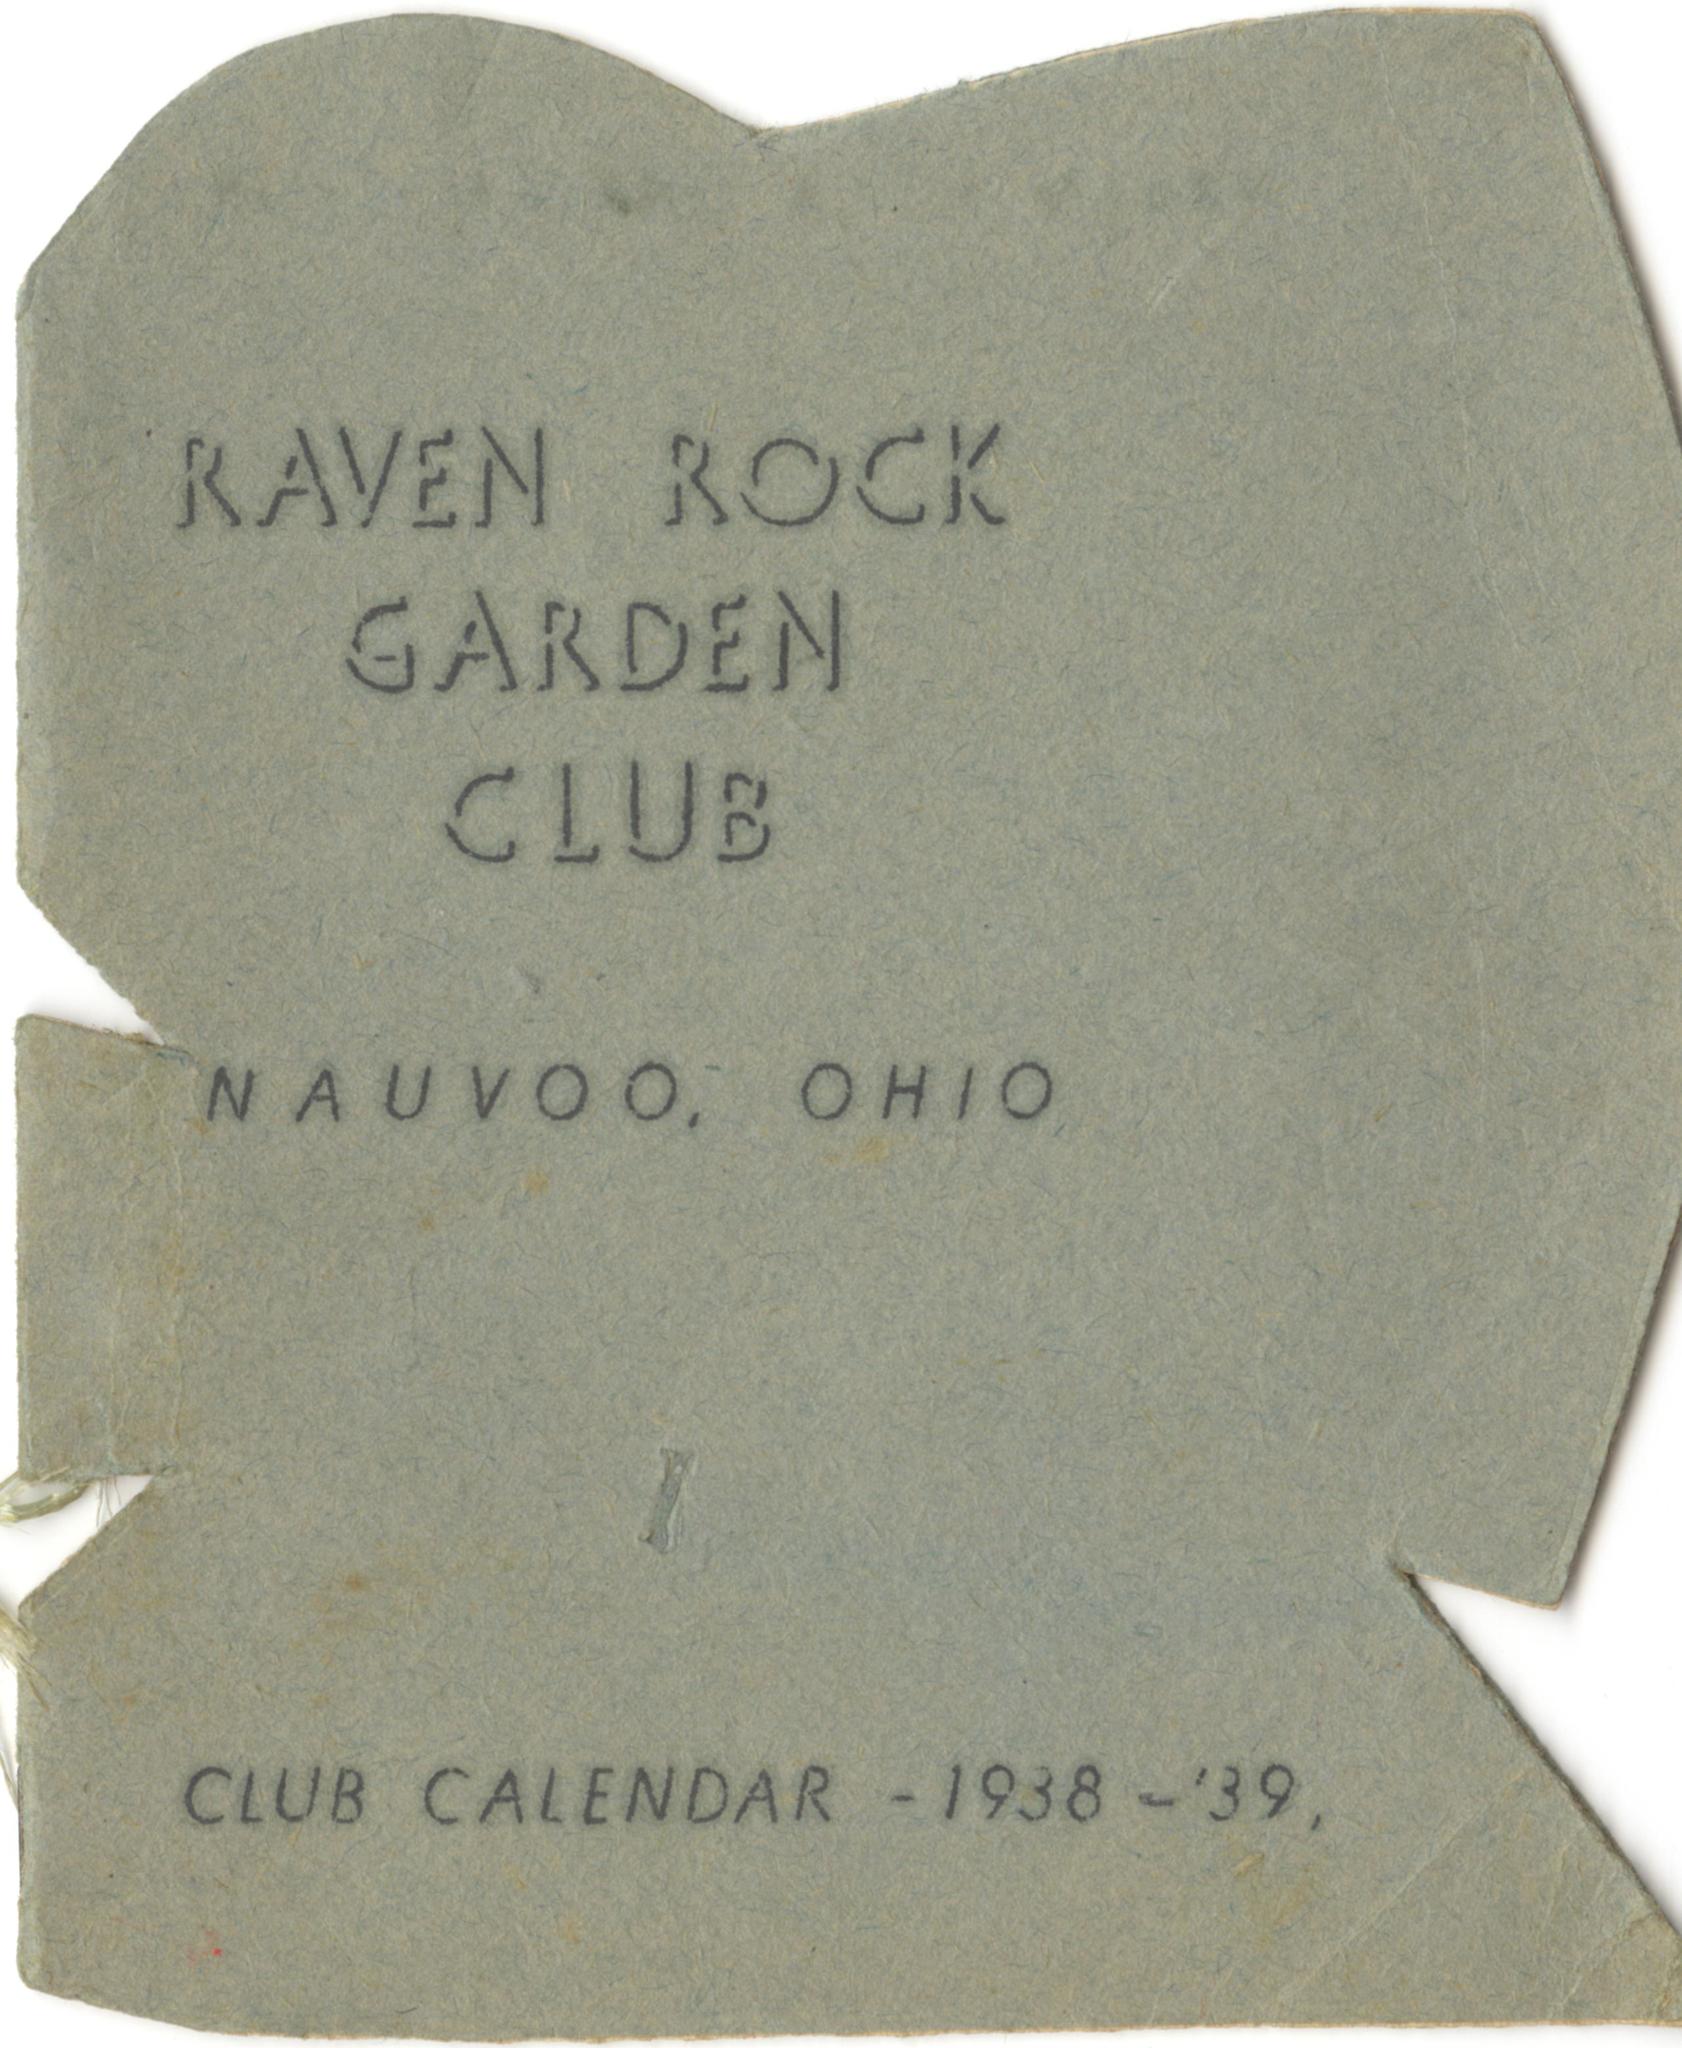 RAVEN ROCK
GARDEN
CLUB
NAUVOO, OHIO
CLUB CALENDAR - 1938 - '39,